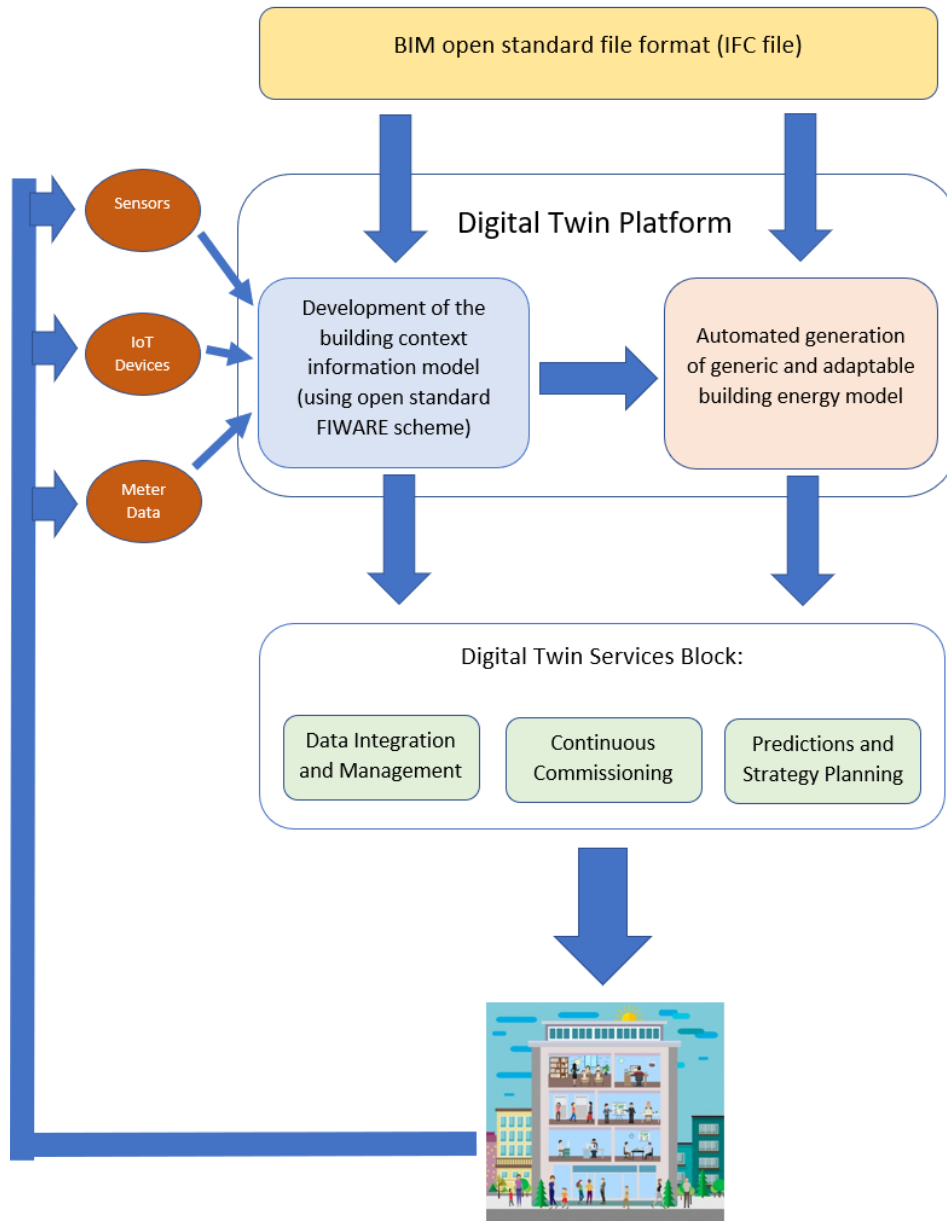 BIM open standard file format (IFC file)
Sensors
Digital Twin Platform
Development of the
building context
information model
(using open standard
FIWARE scheme)
Automated generation
of generic and adaptable
building energy model
IoT
Devices
Meter
Data
Digital Twin Services Block:
Data Integration
and Management
Continuous
Commissioning
Predictions and
Strategy Planning